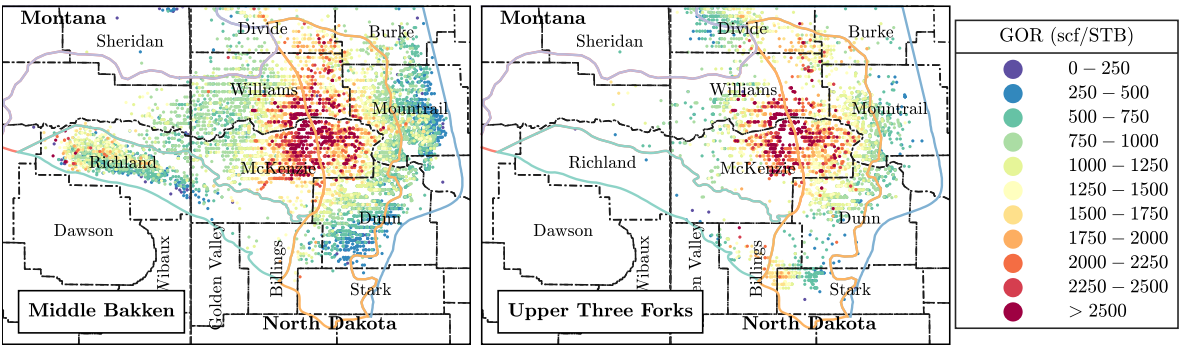 Montana
Sheridan
Divide
Burke
Williams
Mountrail
Richland
McKenzie
Dawson
Wibaux
Golden Valley
Billings
Dunn
Stark
Middle Bakken
North Dakota
Montana
Sheridan
Divide
Burke
Williams
Mountrail
Richland
McKenzie
Dawson
Wibaux
en Valley
Billings
Dunn
Stark
Upper Three Forks
North Dakota
GOR (scf/STB)
0 − 250
250 − 500
500 − 750
750 − 1000
1000 − 1250
1250 − 1500
1500 − 1750
1750 − 2000
2000 − 2250
2250 − 2500
> 2500